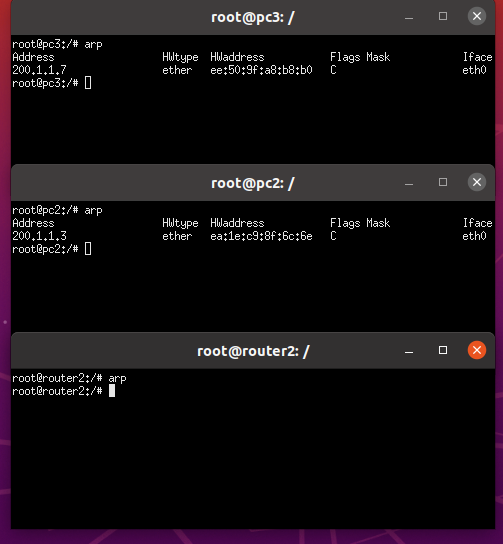 root@pc3: /
root@pc3:/# arp
Address HWtype HWaddress Flags Mask Iface
200.1.1.7 ether ee:50:9f:a8:b8:b0 C eth0
root@pc3:/#
root@pc2: /
root@pc2:/# arp
Address HWtype HWaddress Flags Mask Iface
200.1.1.3 ether ea:1e:c9:8f:6c:6e C eth0
root@pc2:/#
root@router2: /
root@router2:/# arp
root@router2:/#